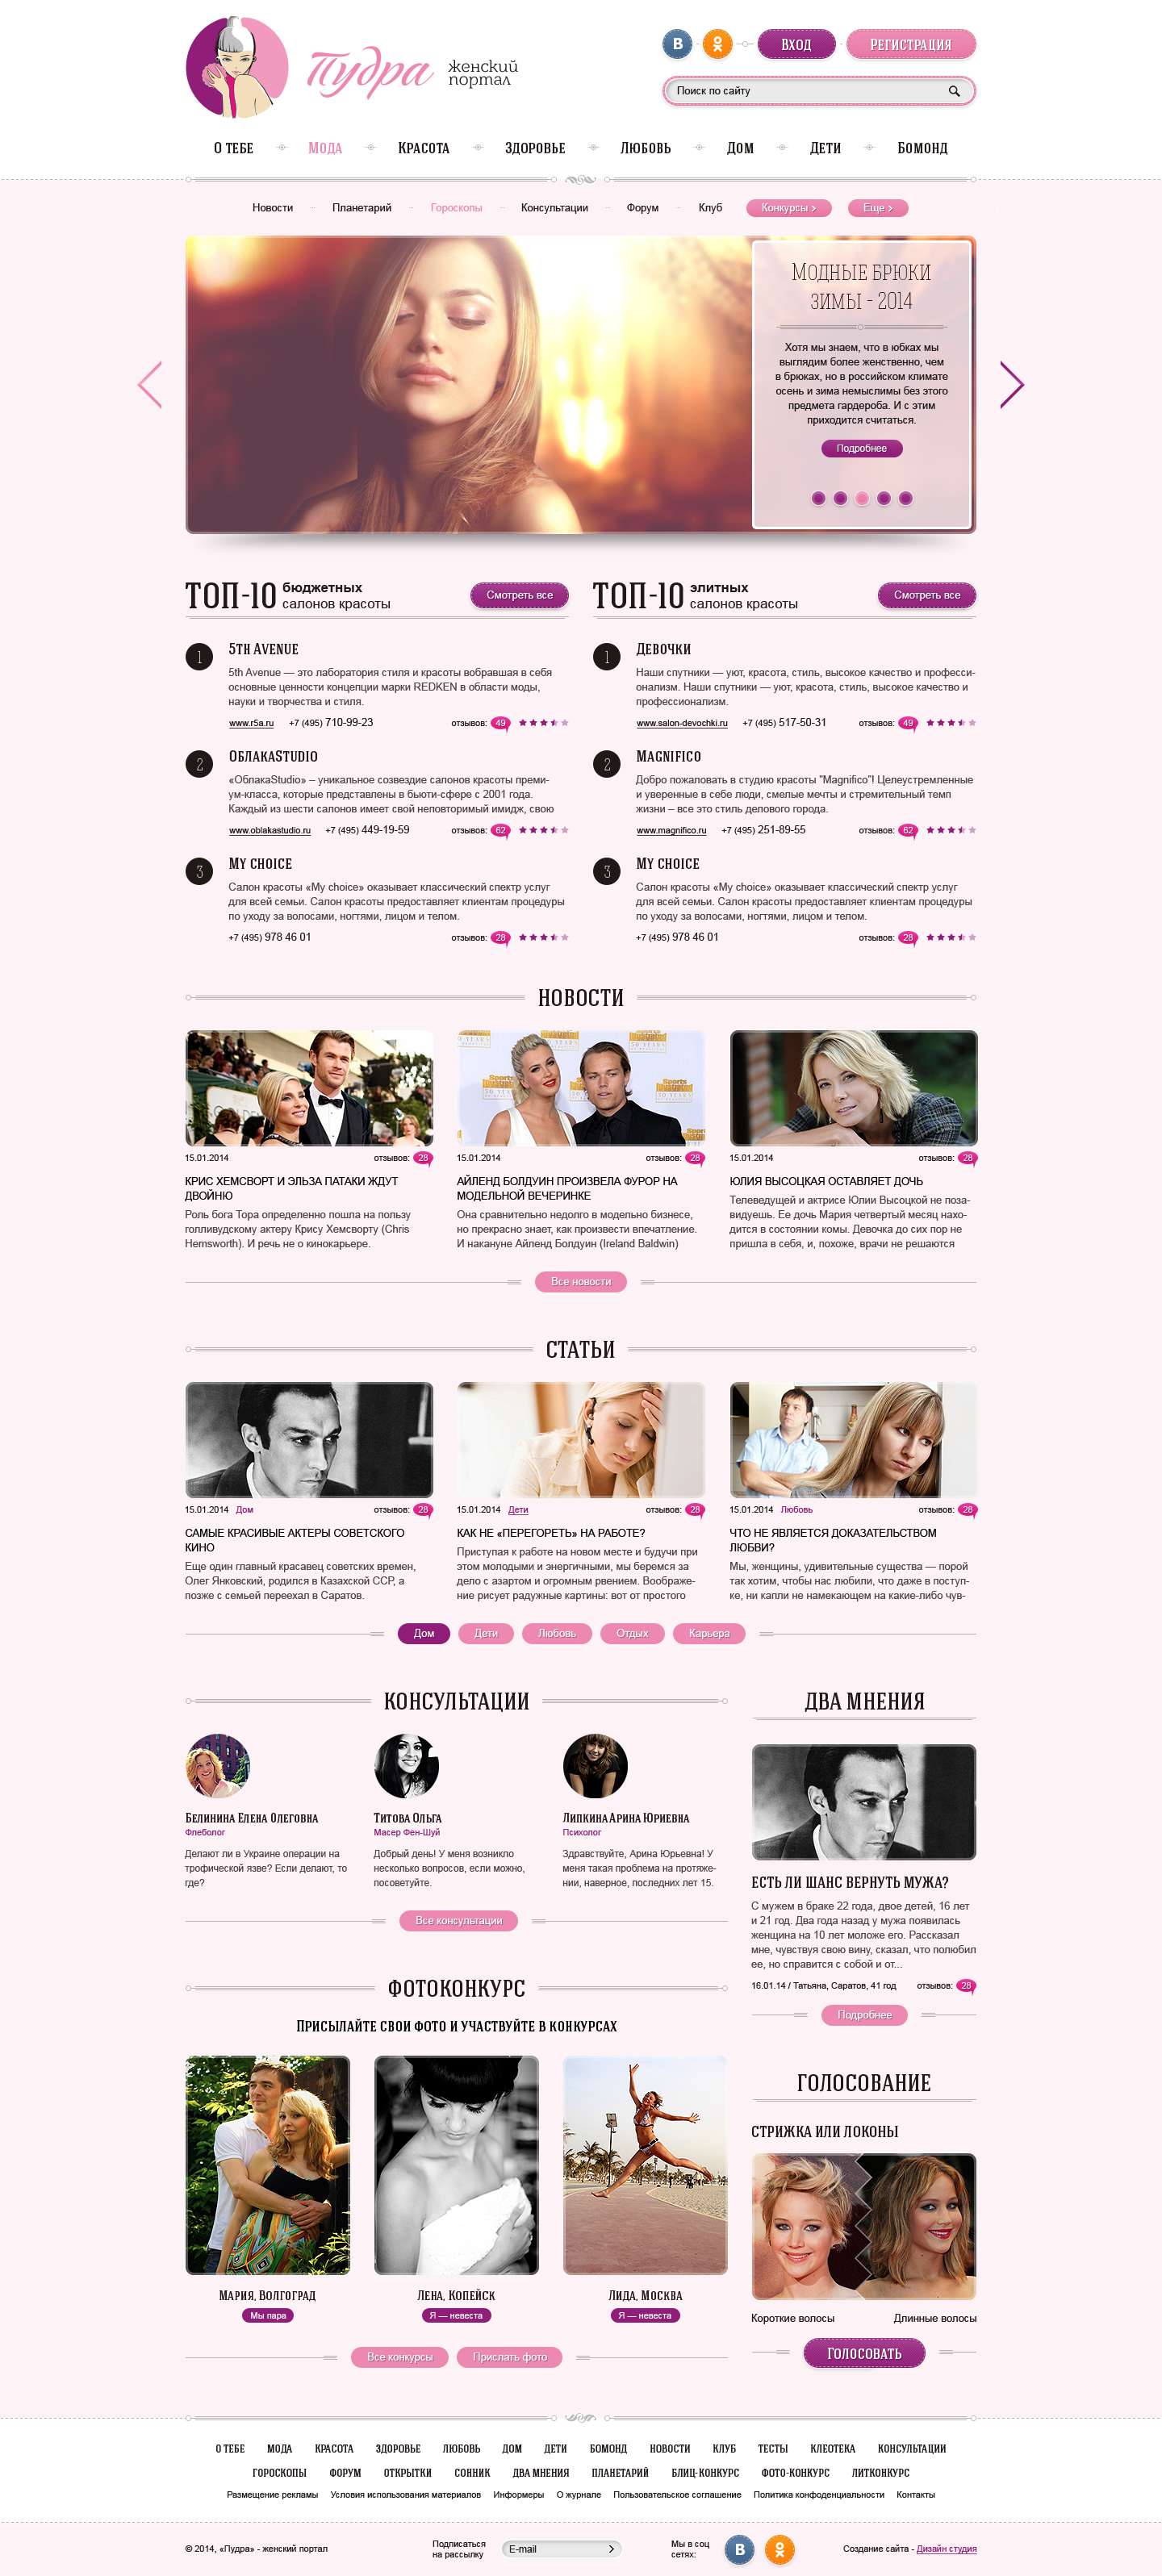 Пудра
женский
портал
В
Вход
Регистрация
Поиск по сайту
О тебе
Мода
Красота
Здоровье
Любовь
Дом
Дети
Бомонд
Новости
Планетарий
Гороскопы
Консультации
Форум
Клуб
Конкурсы
Еще
Модные брюки
зимы - 2014
Хотя мы знаем, что в юбках мы
выглядим более женственно, чем
в брюках, но в российском климате
осень и зима немыслимы без этого
предмета гардероба. И с этим
приходится считаться.
Подробнее
ТОП-10 бюджетных
салонов красоты
Смотреть все
1
5th Avenue
5th Avenue — это лаборатория стиля и красоты вобравшая в себя
основные ценности концепции марки REDKEN в области моды,
науки и творчества и стиля.
www.r5a.ru +7 (495) 710-99-23 отзывов: 49
2
ОблакаStudio
«ОблакаStudio» – уникальное созвездие салонов красоты преми-
ум-класса, которые представлены в бьюти-сфере с 2001 года.
Каждый из шести салонов имеет свой неповторимый имидж, свою
www.oblakastudio.ru +7 (495) 449-19-59 отзывов: 62
3
My choice
Салон красоты «My choice» оказывает классический спектр услуг
для всей семьи. Салон красоты предоставляет клиентам процедуры
по уходу за волосами, ногтями, лицом и телом.
+7 (495) 978 46 01 отзывов: 28
ТОП-10 элитных
салонов красоты
Смотреть все
1
Девочки
Наши спутники — уют, красота, стиль, высокое качество и професси-
онализм. Наши спутники — уют, красота, стиль, высокое качество и
профессионализм.
www.salon-devochki.ru +7 (495) 517-50-31 отзывов: 49
2
Magnifico
Добро пожаловать в студию красоты "Magnifico"! Целеустремленные
и уверенные в себе люди, смелые мечты и стремительный темп
жизни – все это стиль делового города.
www.magnifico.ru +7 (495) 251-89-55 отзывов: 62
3
My choice
Салон красоты «My choice» оказывает классический спектр услуг
для всей семьи. Салон красоты предоставляет клиентам процедуры
по уходу за волосами, ногтями, лицом и телом.
+7 (495) 978 46 01 отзывов: 28
НОВОСТИ
Sports
Illustrated
50 YEARS
15.01.2014 отзывов: 28
КРИС ХЕМСВОРТ И ЭЛЬЗА ПАТАКИ ЖДУТ
ДВОЙНЮ
Роль бога Тора определенно пошла на пользу
голливудскому актеру Крису Хемсворту (Chris
Hemsworth). И речь не о кинокарьере.
15.01.2014 отзывов: 28
АЙЛЕНД БОЛДУИН ПРОИЗВЕЛА ФУРОР НА
МОДЕЛЬНОЙ ВЕЧЕРИНКЕ
Она сравнительно недолго в модельно бизнесе,
но прекрасно знает, как произвести впечатление.
И накануне Айленд Болдуин (Ireland Baldwin)
15.01.2014 отзывов: 28
ЮЛИЯ ВЫСОЦКАЯ ОСТАВЛЯЕТ ДОЧЬ
Телеведущей и актрисе Юлии Высоцкой не поза-
видуешь. Ее дочь Мария четвертый месяц нахо-
дится в состоянии комы. Девочка до сих пор не
пришла в себя, и, похоже, врачи не решаются
Все новости
СТАТЬИ
15.01.2014 Дом отзывов: 28
САМЫЕ КРАСИВЫЕ АКТЕРЫ СОВЕТСКОГО
КИНО
Еще один главный красавец советских времен,
Олег Янковский, родился в Казахской ССР, а
позже с семьей переехал в Саратов.
15.01.2014 Дети отзывов: 28
КАК НЕ «ПЕРЕГОРЕТЬ» НА РАБОТЕ?
Приступая к работе на новом месте и будучи при
этом молодыми и энергичными, мы беремся за
дело с азартом и огромным рвением. Воображе-
ние рисует радужные картины: вот от простого
15.01.2014 Любовь отзывов: 28
ЧТО НЕ ЯВЛЯЕТСЯ ДОКАЗАТЕЛЬСТВОМ
ЛЮБВИ?
Мы, женщины, удивительные существа — порой
так хотим, чтобы нас любили, что даже в поступ-
ке, ни капли не намекающем на какие-либо чув-
Дом
Дети
Любовь
Отдых
Карьера
КОНСУЛЬТАЦИИ
Белинина Елена Олеговна
Флеболог
Делают ли в Украине операции на
трофической язве? Если делают, то
где?
Титова Ольга
Масер Фен-Шуй
Добрый день! У меня возникло
несколько вопросов, если можно,
посоветуйте.
Липкина Арина Юриевна
Психолог
Здравствуйте, Арина Юрьевна! У
меня такая проблема на протяже-
нии, наверное, последних лет 15.
Все консультации
ДВА МНЕНИЯ
ЕСТЬ ЛИ ШАНС ВЕРНУТЬ МУЖА?
С мужем в браке 22 года, двое детей, 16 лет
и 21 год. Два года назад у мужа появилась
женщина на 10 лет моложе его. Рассказал
мне, чувствуя свою вину, сказал, что полюбил
ее, но справится с собой и от...
16.01.14 / Татьяна, Саратов, 41 год отзывов: 28
Подробнее
ФОТОКОНКУРС
Присылайте свои фото и участвуйте в конкурсах
Мария, Волгоград
Мы пара
Лена, Копейск
Я — невеста
Лида, Москва
Я — невеста
Все конкурсы
Прислать фото
ГОЛОСОВАНИЕ
СТРИЖКА ИЛИ ЛОКОНЫ
Короткие волосы Длинные волосы
Голосовать
О ТЕБЕ МОДА КРАСОТА ЗДОРОВЬЕ ЛЮБОВЬ ДОМ ДЕТИ БОМОНД НОВОСТИ КЛУБ ТЕСТЫ КЛЕОТЕКА КОНСУЛЬТАЦИИ
ГОРОСКОПЫ ФОРУМ ОТКРЫТКИ СОННИК ДВА МНЕНИЯ ПЛАНЕТАРИЙ БЛИЦ-КОНКУРС ФОТО-КОНКУРС ЛИТКОНКУРС
Размещение рекламы Условия использования материалов Информеры О журнале Пользовательское соглашение Политика конфоденциальности Контакты
© 2014, «Пудра» - женский портал
Подписаться
на рассылку
E-mail
Мы в соц
сетях:
В
Создание сайта - Дизайн студия